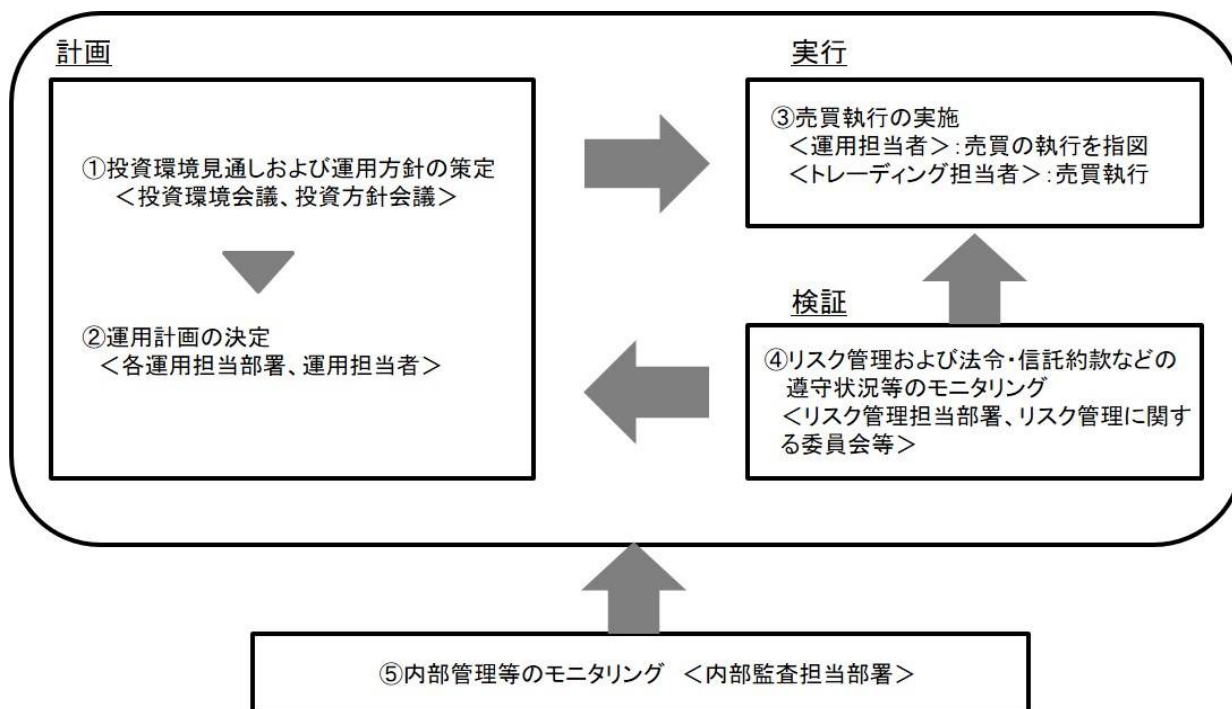 計画
①投資環境見通しおよび運用方針の策定
＜投資環境会議、投資方針会議＞
②運用計画の決定
＜各運用担当部署、運用担当者＞
実行
③売買執行の実施
＜運用担当者＞：売買の執行を指図
＜トレーディング担当者＞：売買執行
検証
④リスク管理および法令・信託約款などの
遵守状況等のモニタリング
＜リスク管理担当部署、リスク管理に関す
る委員会等＞
⑤内部管理等のモニタリング　＜内部監査担当部署＞